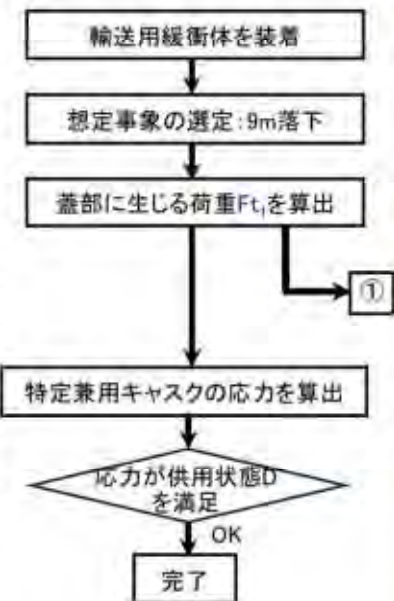 輸送用緩衝体を装着
想定事象の選定:9m落下
蓋部に生じる荷重Ft₁を算出
①
特定兼用キャスクの応力を算出
応力が供用状態D
を満足
OK
完了